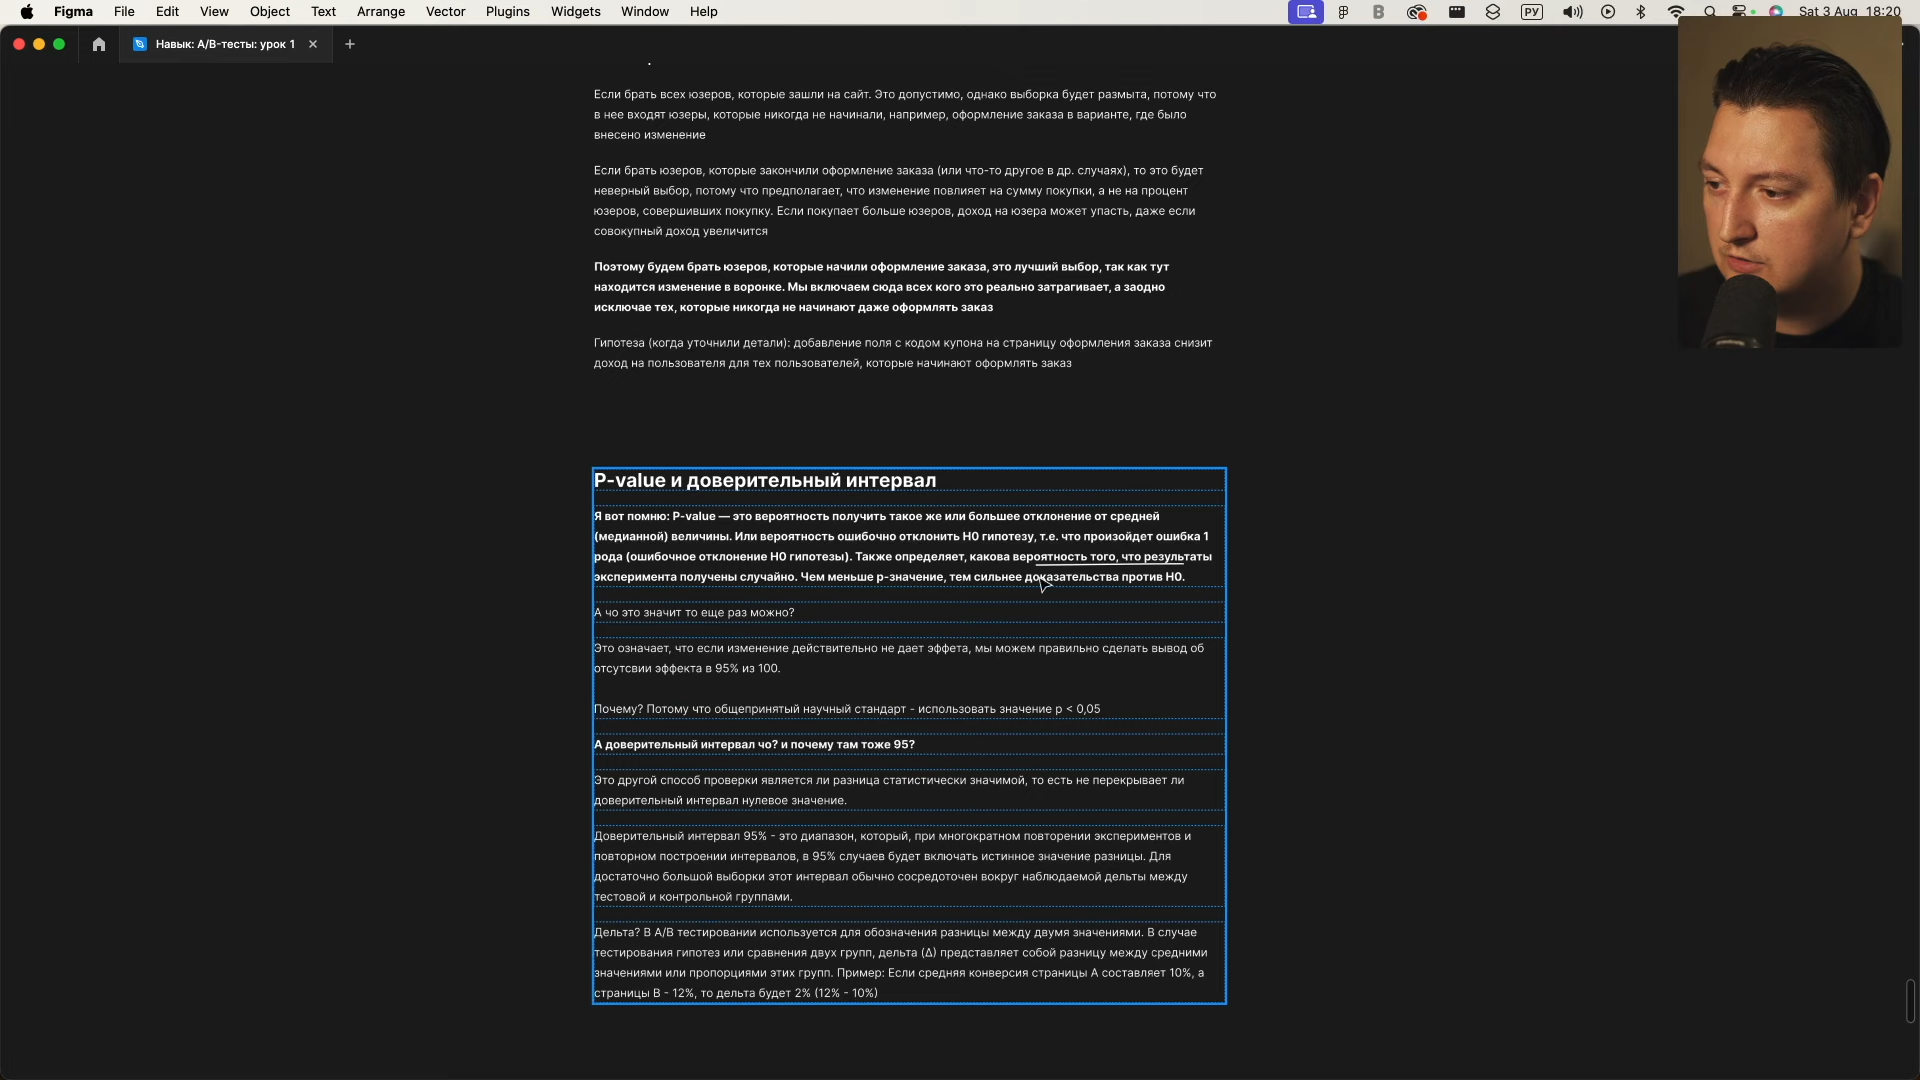 Figma File Edit View Object Text Arrange Vector Plugins Widgets Window Help РУ Sat 3 Aug 18:20
Навык: А/B-тесты: урок 1
Если брать всех юзеров, которые зашли на сайт. Это допустимо, однако выборка будет размыта, потому что
в нее входят юзеры, которые никогда не начинали, например, оформление заказа в варианте, где было
внесено изменение
Если брать юзеров, которые закончили оформление заказа (или что-то другое в др. случаях), то это будет
неверный выбор, потому что предполагает, что изменение повлияет на сумму покупки, а не на процент
юзеров, совершивших покупку. Если покупает больше юзеров, доход на юзера может упасть, даже если
совокупный доход увеличится
Поэтому будем брать юзеров, которые начили оформление заказа, это лучший выбор, так как тут
находится изменение в воронке. Мы включаем сюда всех кого это реально затрагивает, а заодно
исключае тех, которые никогда не начинают даже оформлять заказ
Гипотеза (когда уточнили детали): добавление поля с кодом купона на страницу оформления заказа снизит
доход на пользователя для тех пользователей, которые начинают оформлять заказ
P-value и доверительный интервал
Я вот помню: P-value — это вероятность получить такое же или большее отклонение от средней
(медианной) величины. Или вероятность ошибочно отклонить H0 гипотезу, т.е. что произойдет ошибка 1
рода (ошибочное отклонение H0 гипотезы). Также определяет, какова вероятность того, что результаты
эксперимента получены случайно. Чем меньше p-значение, тем сильнее доказательства против H0.
А чо это значит то еще раз можно?
Это означает, что если изменение действительно не дает эффета, мы можем правильно сделать вывод об
отсутсвии эффекта в 95% из 100.
Почему? Потому что общепринятый научный стандарт - использовать значение p < 0,05
А доверительный интервал чо? и почему там тоже 95?
Это другой способ проверки является ли разница статистически значимой, то есть не перекрывает ли
доверительный интервал нулевое значение.
Доверительный интервал 95% - это диапазон, который, при многократном повторении экспериментов и
повторном построении интервалов, в 95% случаев будет включать истинное значение разницы. Для
достаточно большой выборки этот интервал обычно сосредоточен вокруг наблюдаемой дельты между
тестовой и контрольной группами.
Дельта? В A/B тестировании используется для обозначения разницы между двумя значениями. В случае
тестирования гипотез или сравнения двух групп, дельта (Δ) представляет собой разницу между средними
значениями или пропорциями этих групп. Пример: Если средняя конверсия страницы A составляет 10%, а
страницы B - 12%, то дельта будет 2% (12% - 10%)